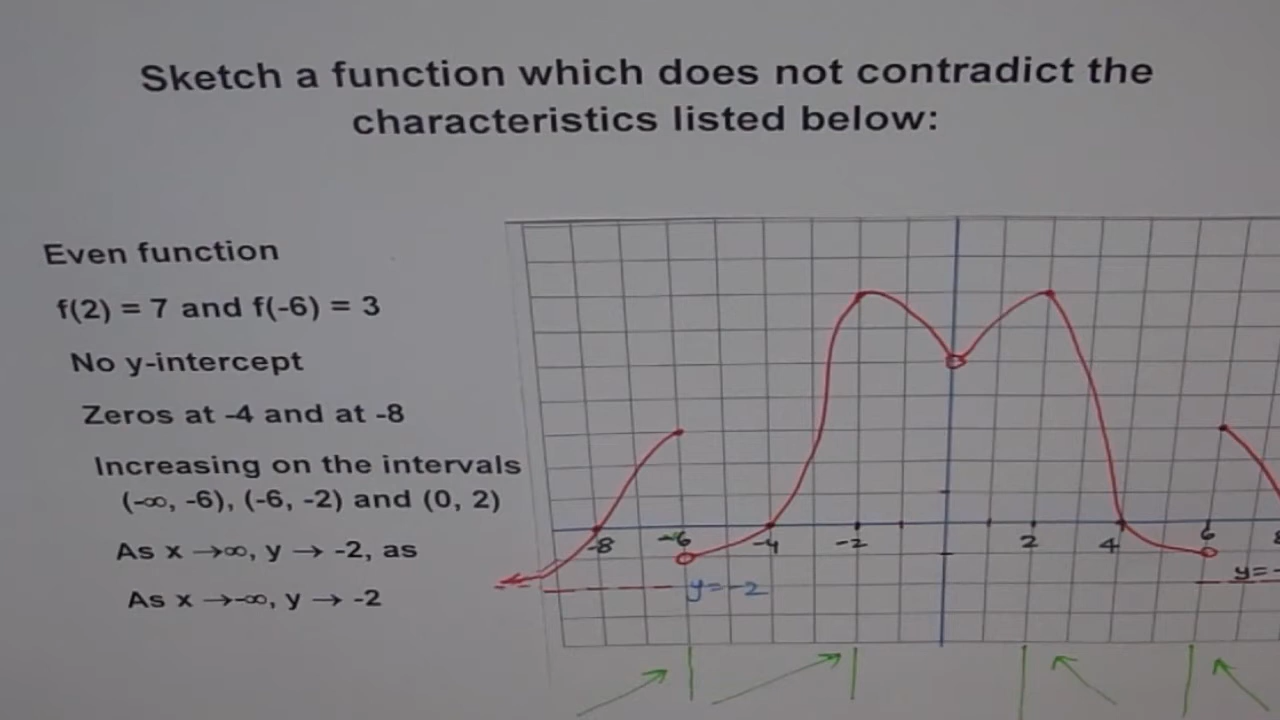 Sketch a function which does not contradict the
characteristics listed below:
Even function
f(2) = 7 and f(-6) = 3
No y-intercept
Zeros at -4 and at -8
Increasing on the intervals
(-∞, -6), (-6, -2) and (0, 2)
As x →∞, y → -2, as
As x →-∞, y → -2
-8 -6 -4 -2 2 4 6
y=-2
y=-